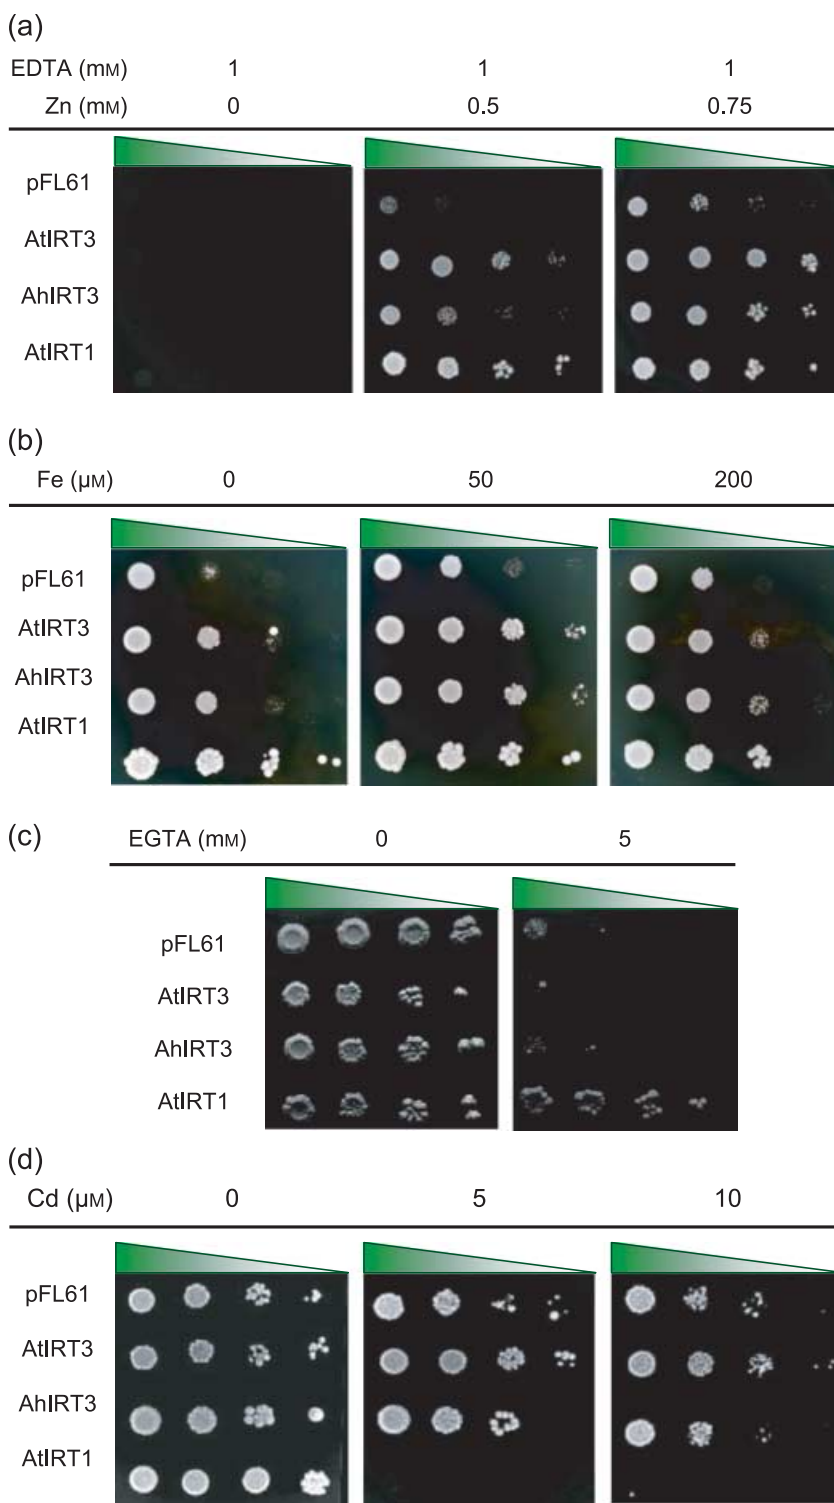 (a)
EDTA (mM) 1 1 1
Zn (mM) 0 0.5 0.75
pFL61
AtIRT3
AhIRT3
AtIRT1
(b)
Fe (µM) 0 50 200
pFL61
AtIRT3
AhIRT3
AtIRT1
(c)
EGTA (mM) 0 5
pFL61
AtIRT3
AhIRT3
AtIRT1
(d)
Cd (µM) 0 5 10
pFL61
AtIRT3
AhIRT3
AtIRT1